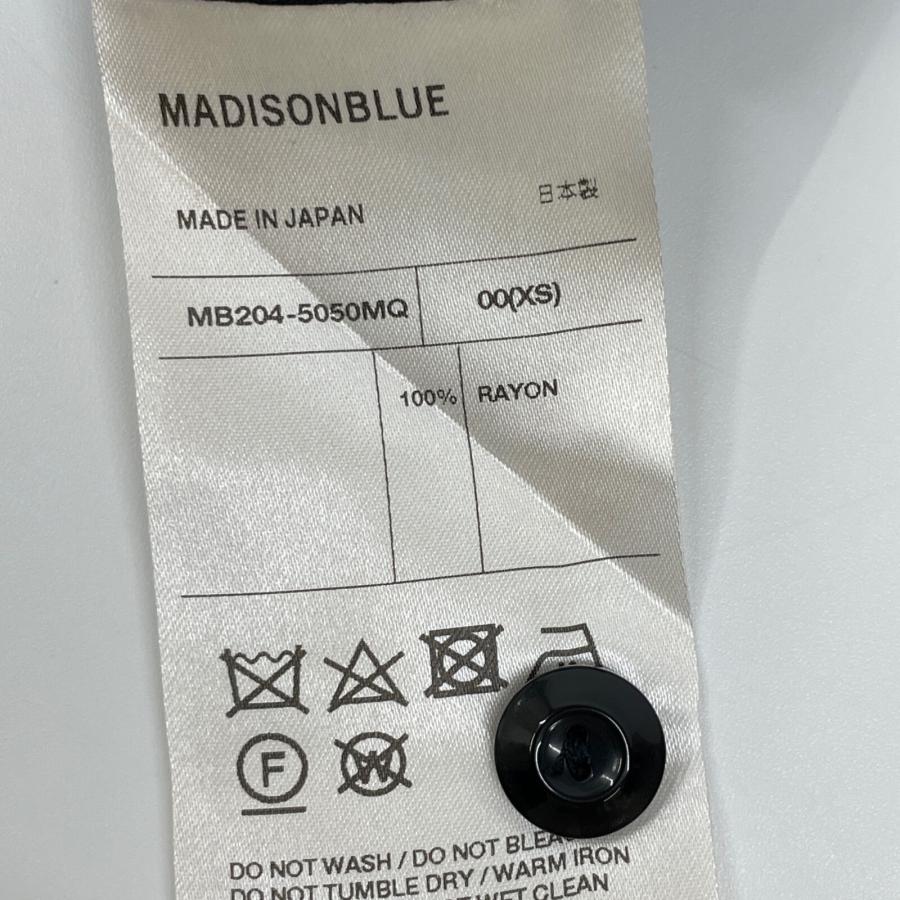 MADISONBLUE
MADE IN JAPAN 日本製
MB204-5050MQ 00(XS)
100% RAYON
F W
DO NOT WASH / DO NOT
DO NOT TUMBLE DRY / WARM IRON
WET CLEAN